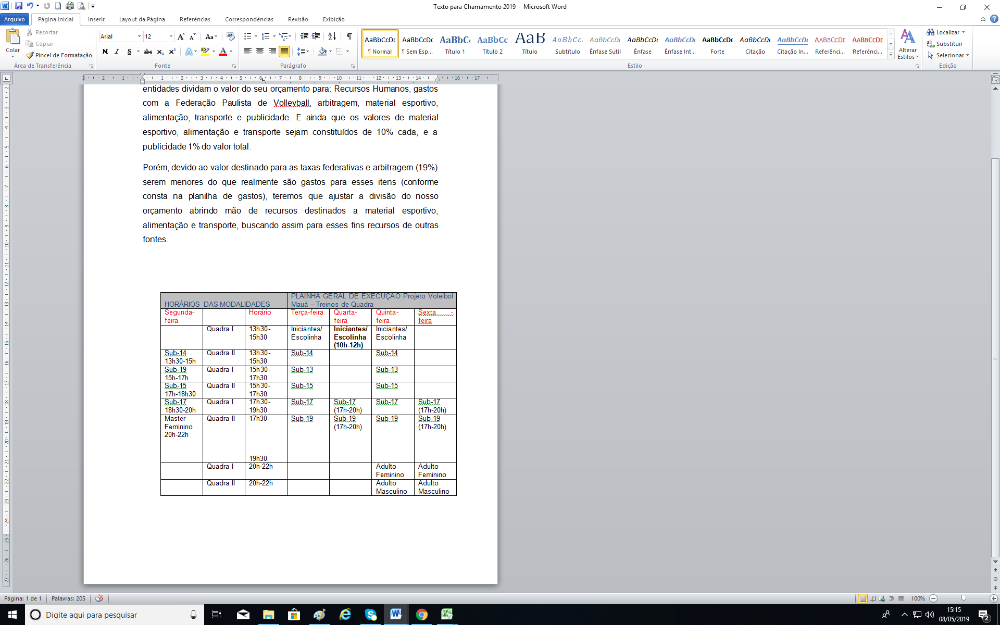 Texto para Chamamento 2019 - Microsoft Word
Arquivo Página Inicial Inserir Layout da Página Referências Correspondências Revisão Exibição
Colar
Recortar
Copiar
Pincel de Formatação
Área de Transferência
Arial 12
N I S abc x₂ x²
Fonte
Parágrafo
AaBbCcDc AaBbCcDc AaBbCc AaBbCc AaB AaBbCc. AaBbCcDc AaBbCcDc AaBbCcDc AaBbCcDc AaBbCcDc AaBbCcDc AABBCCDE AABBCCDE
¶ Normal ¶ Sem Esp... Título 1 Título 2 Título Subtítulo Ênfase Sutil Ênfase Ênfase Int... Forte Citação Citação In... Referênci... Referênci...
Estilo
Alterar Estilos
Localizar
Substituir
Selecionar
Edição
entidades dividam o valor do seu orçamento para: Recursos Humanos, gastos
com a Federação Paulista de Volleyball, arbitragem, material esportivo,
alimentação, transporte e publicidade. E ainda que os valores de material
esportivo, alimentação e transporte sejam constituídos de 10% cada, e a
publicidade 1% do valor total.
Porém, devido ao valor destinado para as taxas federativas e arbitragem (19%)
serem menores do que realmente são gastos para esses itens (conforme
consta na planilha de gastos), teremos que ajustar a divisão do nosso
orçamento abrindo mão de recursos destinados a material esportivo,
alimentação e transporte, buscando assim para esses fins recursos de outras
fontes.
HORÁRIOS DAS MODALIDADES
PLAINHA GERAL DE EXECUÇÃO Projeto Voleibol
Mauá – Treinos de Quadra
Segunda-feira Horário Terça-feira Quarta-feira Quinta-feira Sexta - feira
Quadra I 13h30-15h30 Iniciantes/ Escolinha Iniciantes/ Escolinha (10h-12h) Iniciantes/ Escolinha
Sub-14 13h30-15h Quadra II 13h30-15h30 Sub-14 Sub-14
Sub-19 15h-17h Quadra I 15h30-17h30 Sub-13 Sub-13
Sub-15 17h-18h30 Quadra II 15h30-17h30 Sub-15 Sub-15
Sub-17 18h30-20h Quadra I 17h30-19h30 Sub-17 Sub-17 (17h-20h) Sub-17 Sub-17 (17h-20h)
Master Feminino 20h-22h Quadra II 17h30-19h30 Sub-19 Sub-19 (17h-20h) Sub-19 Sub-19 (17h-20h)
Quadra I 20h-22h Adulto Feminino Adulto Feminino
Quadra II 20h-22h Adulto Masculino Adulto Masculino
Página: 1 de 1 Palavras: 205 100%
Digite aqui para pesquisar
15:15
08/05/2019
2